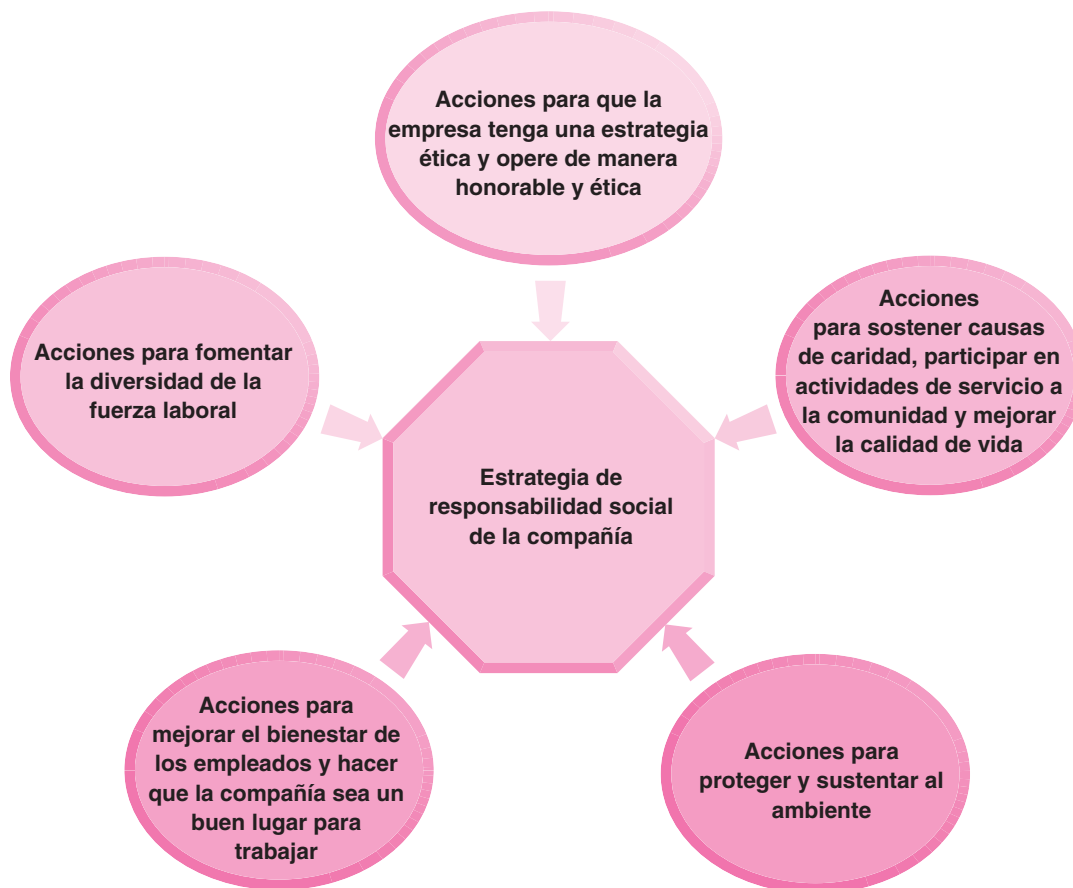 Acciones para que la
empresa tenga una estrategia
ética y opere de manera
honorable y ética
Acciones para fomentar
la diversidad de la
fuerza laboral
Acciones
para sostener causas
de caridad, participar en
actividades de servicio a
la comunidad y mejorar
la calidad de vida
Estrategia de
responsabilidad social
de la compañía
Acciones para
mejorar el bienestar de
los empleados y hacer
que la compañía sea un
buen lugar para
trabajar
Acciones para
proteger y sustentar al
ambiente